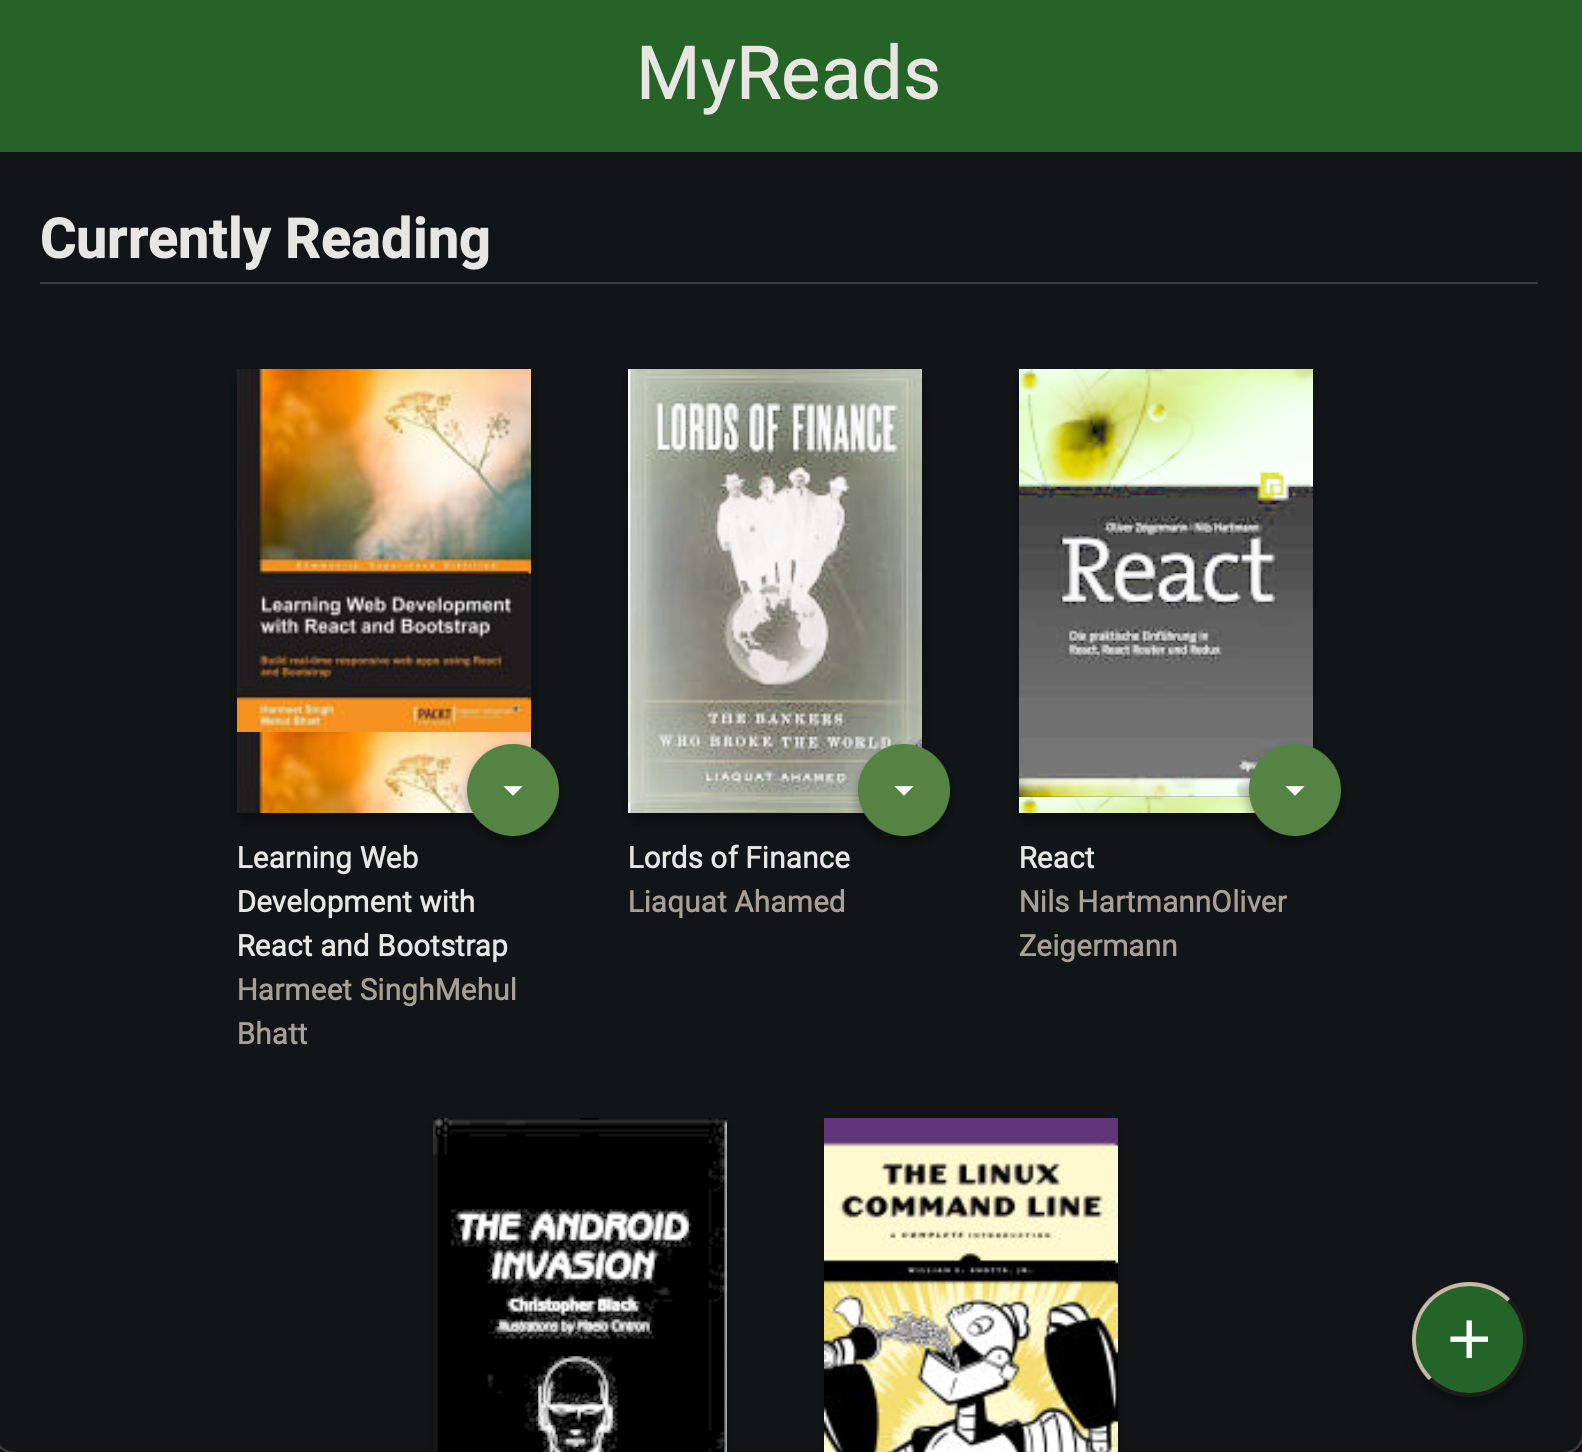 MyReads
Currently Reading
Community Experience Distilled
Learning Web Development
with React and Bootstrap
Build real-time responsive web apps using React
and Bootstrap
Harmeet Singh
Mehul Bhatt
PACKT
LORDS OF FINANCE
THE BANKERS
WHO BROKE THE WORLD
LIAQUAT AHAMED
Oliver Zeigermann · Nils Hartmann
React
Die praktische Einführung in
React, React Router und Redux
Learning Web
Development with
React and Bootstrap
Harmeet SinghMehul
Bhatt
Lords of Finance
Liaquat Ahamed
React
Nils HartmannOliver
Zeigermann
THE ANDROID
INVASION
Christopher Black
Illustrations by
THE LINUX
COMMAND LINE
A COMPLETE INTRODUCTION
WILLIAM E. SHOTTS, JR.